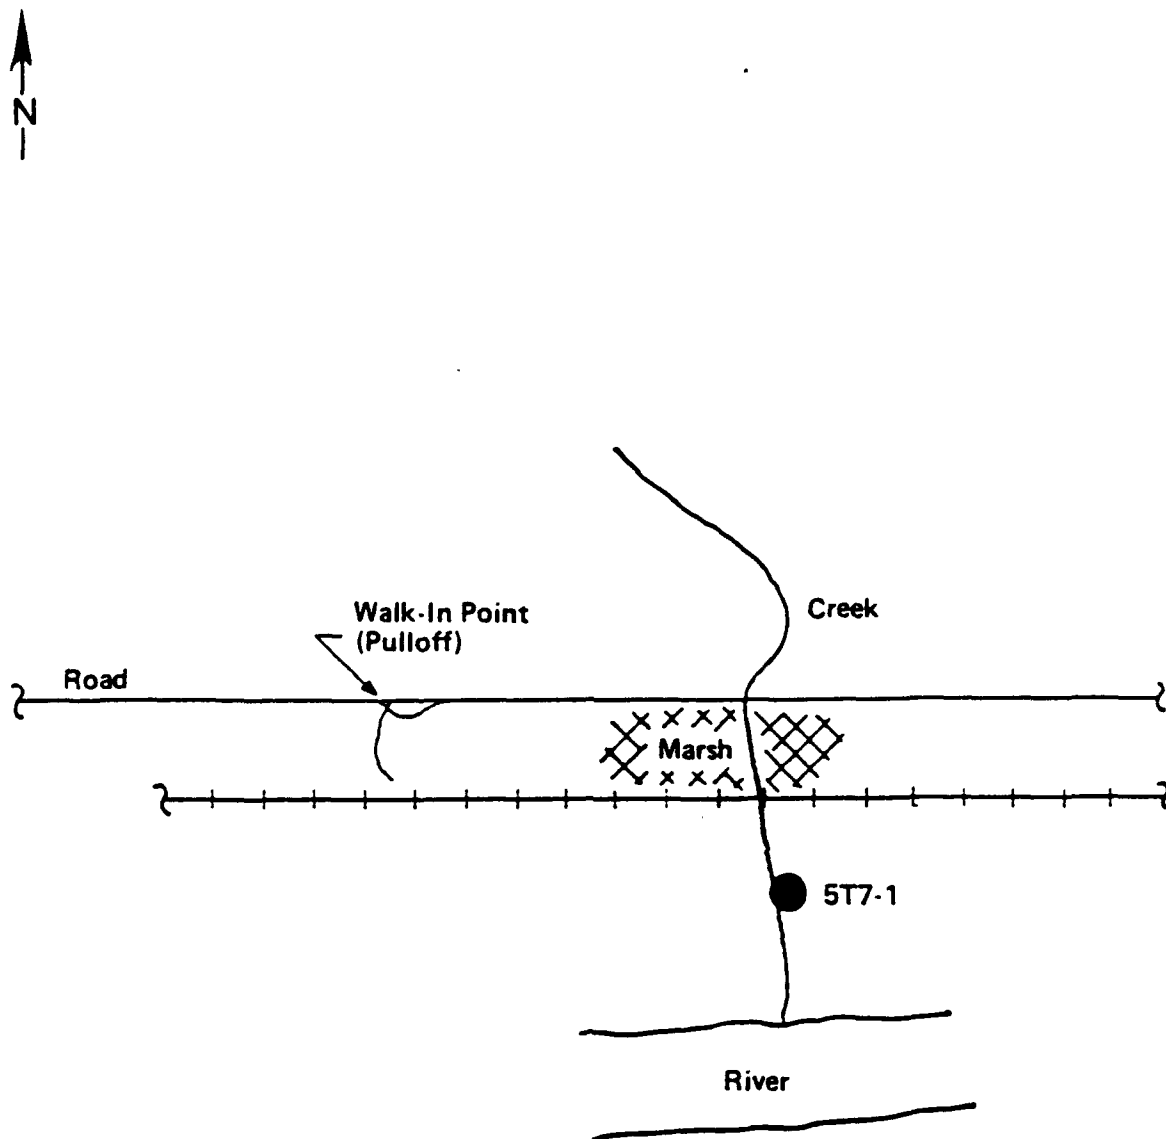 N
Walk-In Point
(Pulloff)
Creek
Road
Marsh
5T7-1
River